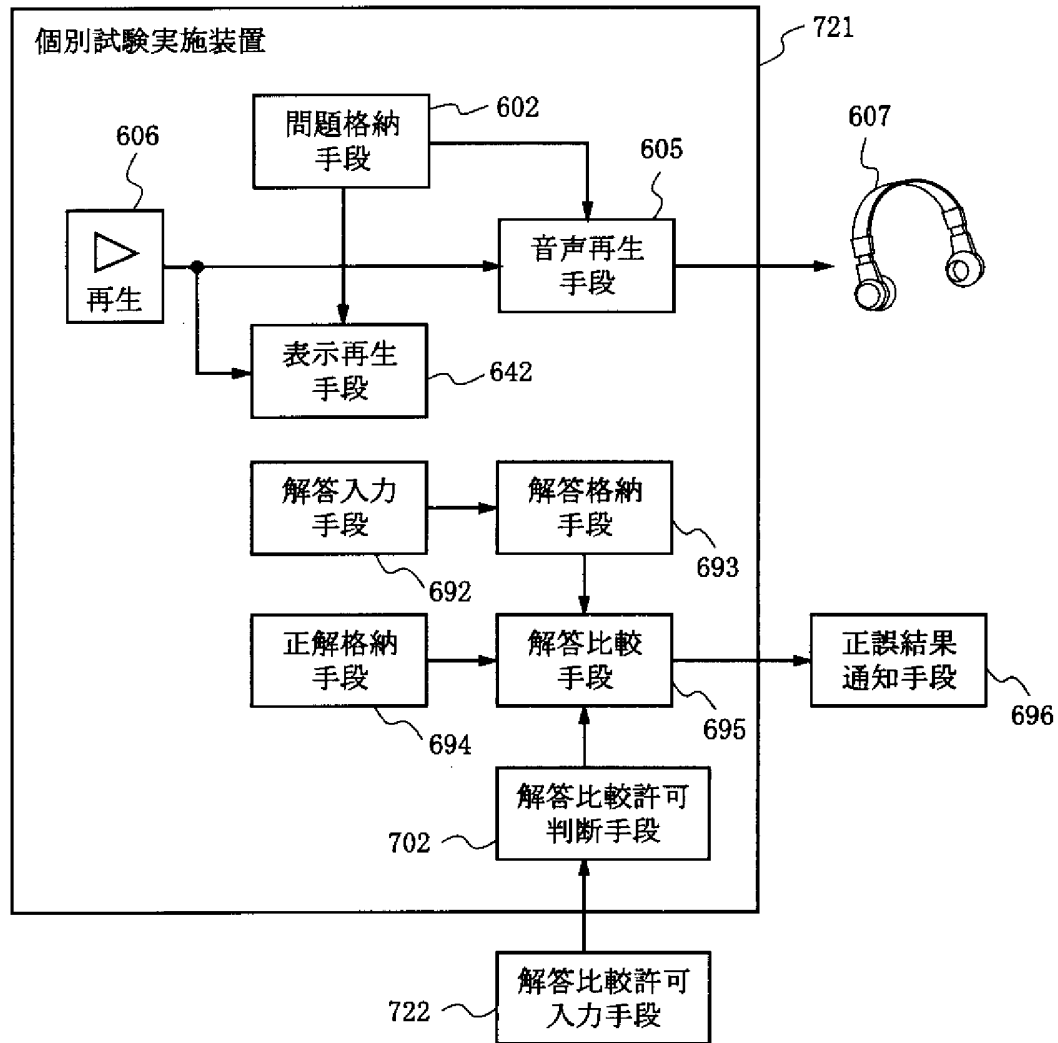 個別試験実施装置
721
606
再生
問題格納
手段
602
605
音声再生
手段
607
表示再生
手段
642
解答入力
手段
692
解答格納
手段
693
正解格納
手段
694
解答比較
手段
695
正誤結果
通知手段
696
702
解答比較許可
判断手段
722
解答比較許可
入力手段